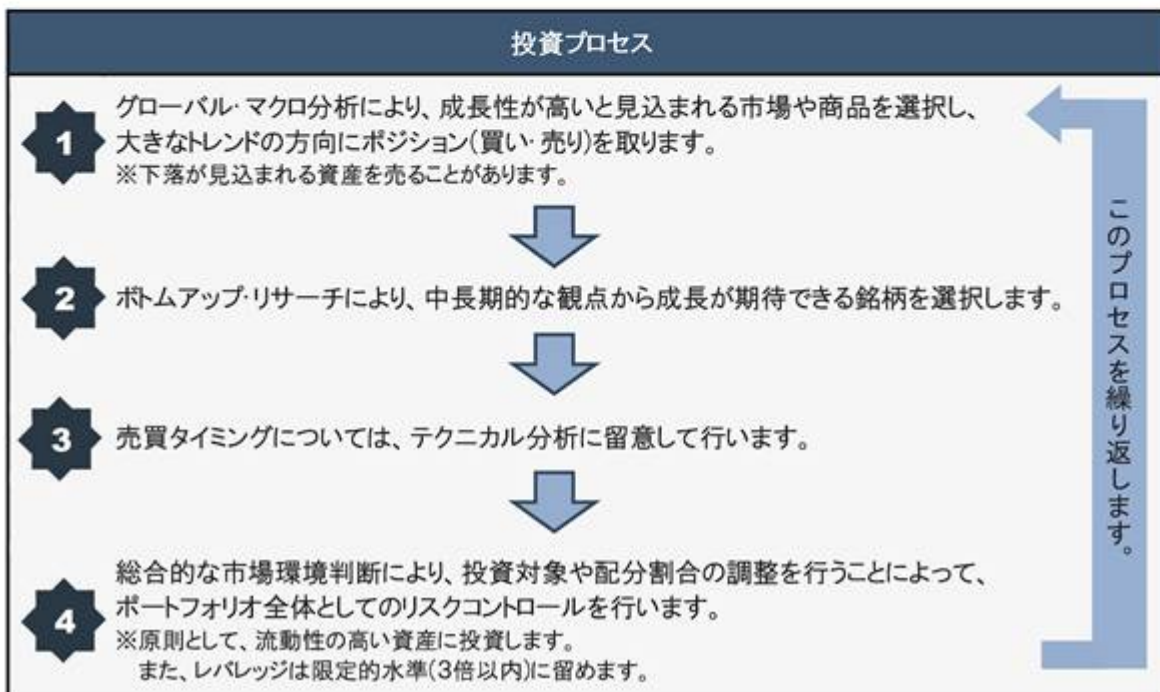 投資プロセス
1
グローバル・マクロ分析により、成長性が高いと見込まれる市場や商品を選択し、
大きなトレンドの方向にポジション(買い・売り)を取ります。
※下落が見込まれる資産を売ることがあります。
2
ボトムアップ・リサーチにより、中長期的な観点から成長が期待できる銘柄を選択します。
3
売買タイミングについては、テクニカル分析に留意して行います。
4
総合的な市場環境判断により、投資対象や配分割合の調整を行うことによって、
ポートフォリオ全体としてのリスクコントロールを行います。
※原則として、流動性の高い資産に投資します。
また、レバレッジは限定的水準(3倍以内)に留めます。
このプロセスを繰り返します。